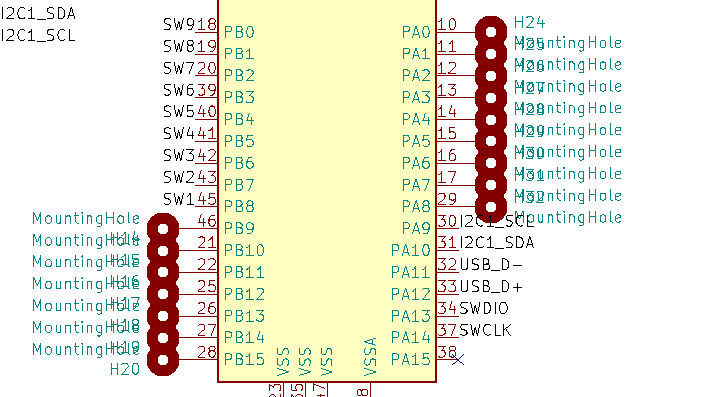 I2C1_SDA
I2C1_SCL
SW9 18 PB0
SW8 19 PB1
SW7 20 PB2
SW6 39 PB3
SW5 40 PB4
SW4 41 PB5
SW3 42 PB6
SW2 43 PB7
SW1 45 PB8
MountingHole 46 PB9
H14
MountingHole 21 PB10
H15
MountingHole 22 PB11
H16
MountingHole 25 PB12
H17
MountingHole 26 PB13
H18
MountingHole 27 PB14
H19
MountingHole 28 PB15
H20
VSS
VSS
VSS
VSSA
23
35
47
8
PA0 10 H24
MountingHole
PA1 11 H25
MountingHole
PA2 12 H26
MountingHole
PA3 13 H27
MountingHole
PA4 14 H28
MountingHole
PA5 15 H29
MountingHole
PA6 16 H30
MountingHole
PA7 17 H31
MountingHole
PA8 29 H32
MountingHole
PA9 30 I2C1_SCL
PA10 31 I2C1_SDA
PA11 32 USB_D-
PA12 33 USB_D+
PA13 34 SWDIO
PA14 37 SWCLK
PA15 38